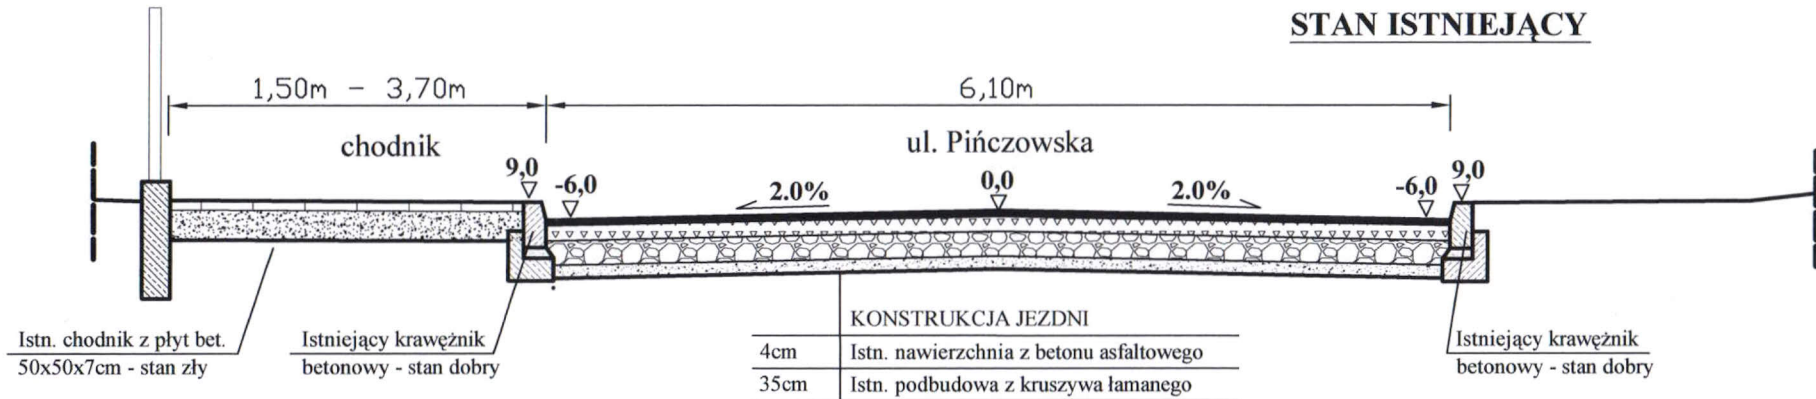 STAN ISTNIEJĄCY
1,50m - 3,70m
6,10m
chodnik
ul. Pińczowska
9,0
-6,0
2.0%
0,0
2.0%
-6,0
9,0
Istn. chodnik z płyt bet.
50x50x7cm - stan zły
Istniejący krawężnik
betonowy - stan dobry
KONSTRUKCJA JEZDNI
4cm Istn. nawierzchnia z betonu asfaltowego
35cm Istn. podbudowa z kruszywa łamanego
Istniejący krawężnik
betonowy - stan dobry